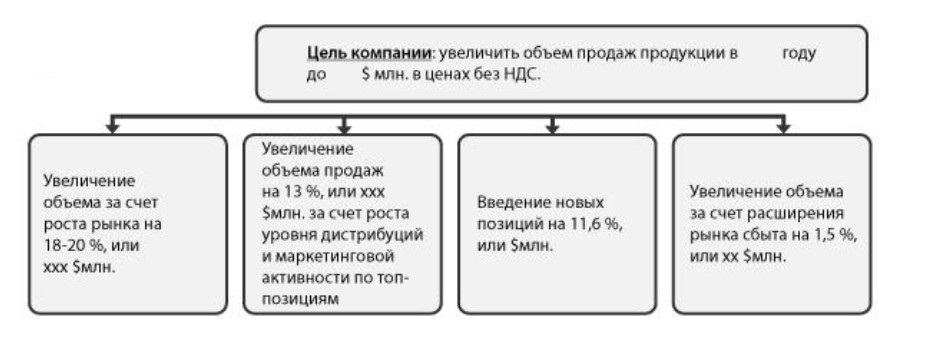 Цель компании: увеличить объем продаж продукции в году
до $ млн. в ценах без НДС.
Увеличение
объема за счет
роста рынка на
18-20 %, или
xxx $млн.
Увеличение
объема продаж
на 13 %, или xxx
$млн. за счет роста
уровня дистрибуций
и маркетинговой
активности по топ-
позициям
Введение новых
позиций на 11,6 %,
или $млн.
Увеличение объема
за счет расширения
рынка сбыта на 1,5 %,
или xx $млн.